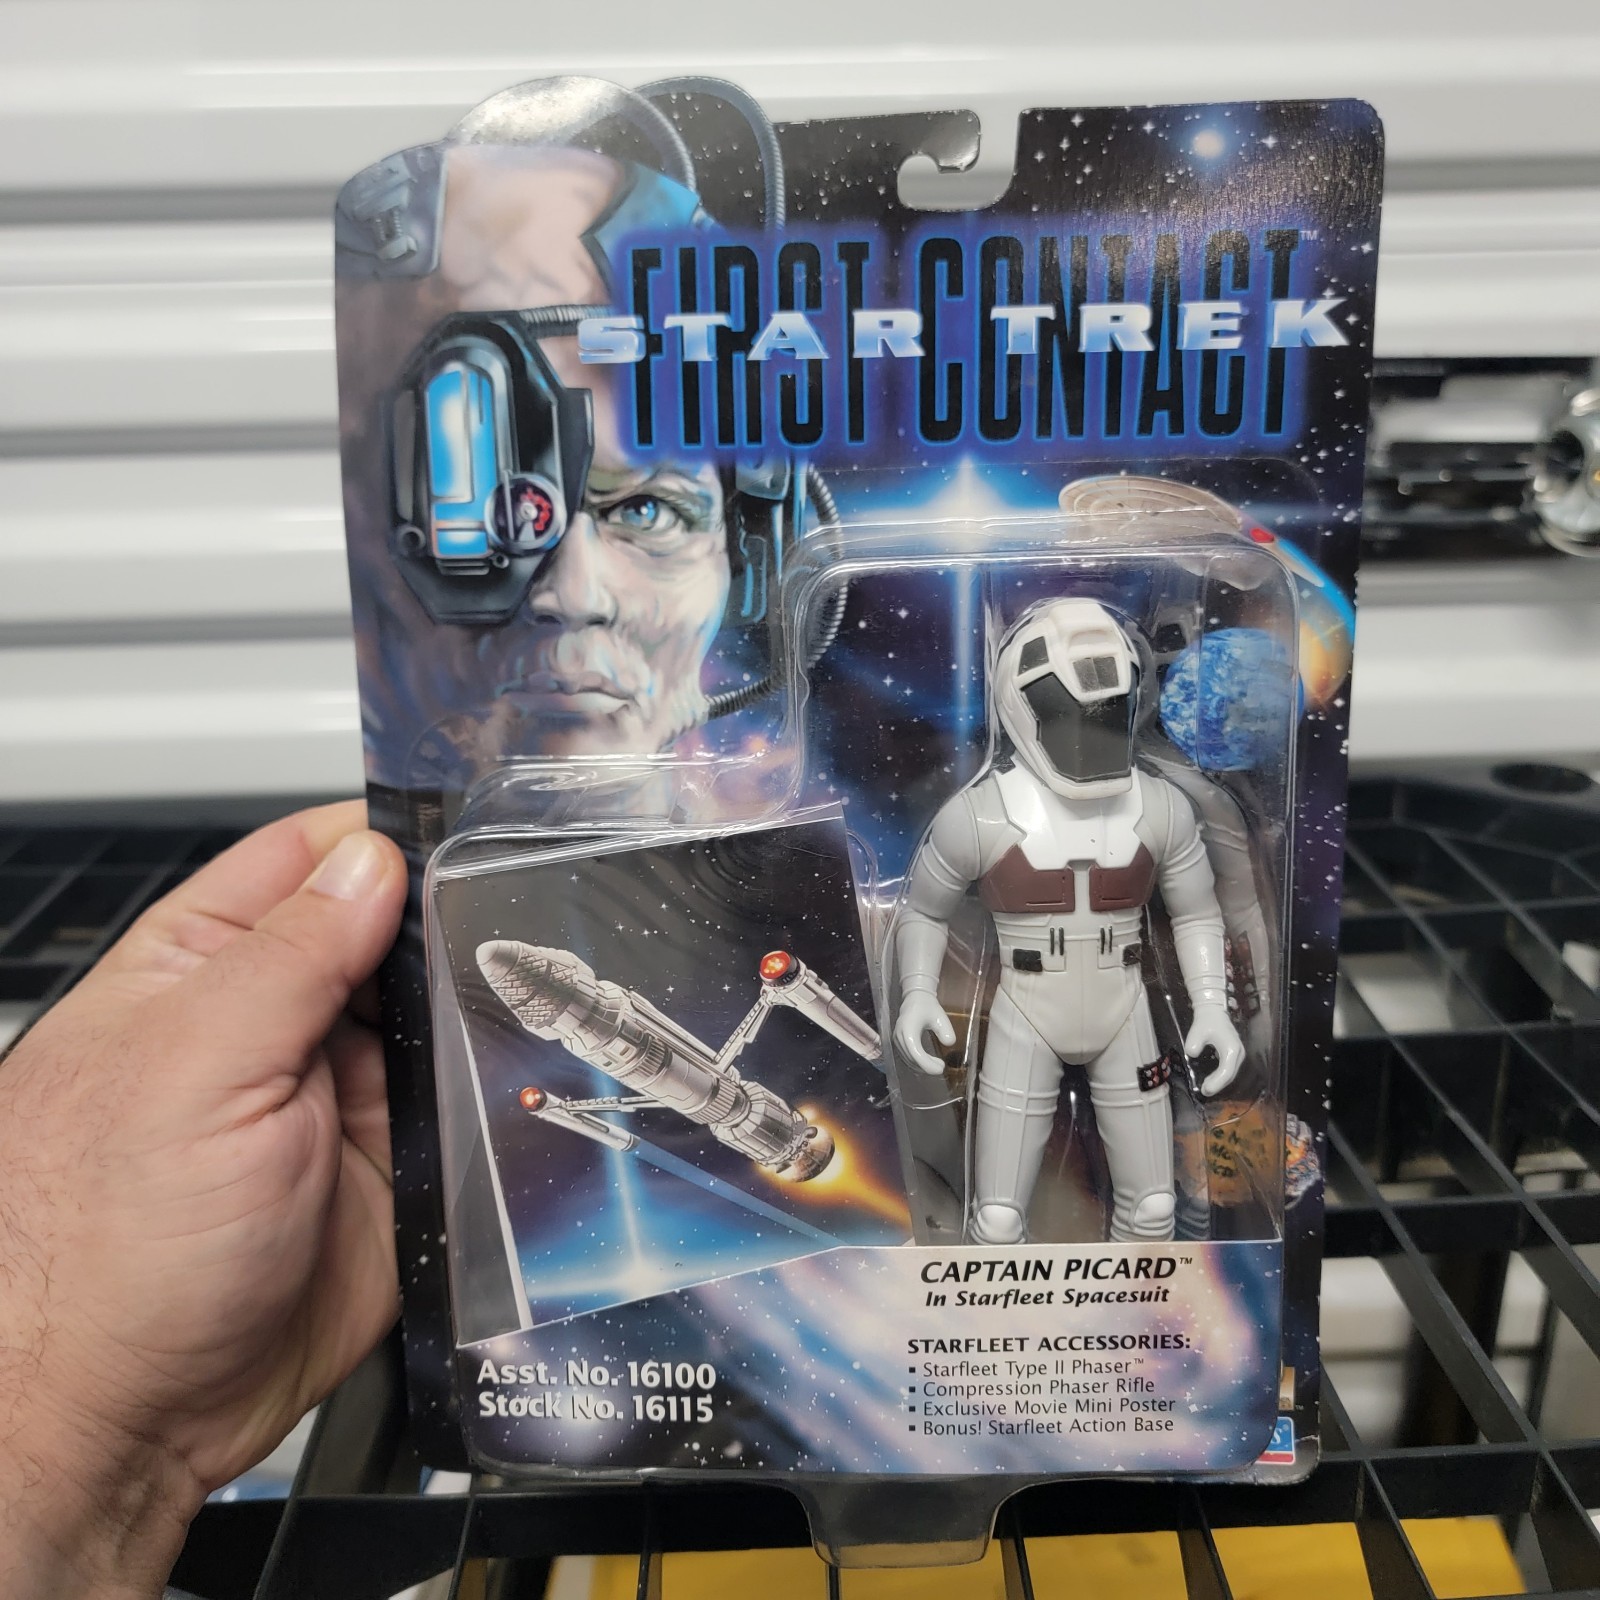 FIRST CONTACT™
STAR TREK
CAPTAIN PICARD™
In Starfleet Spacesuit
STARFLEET ACCESSORIES:
▪ Starfleet Type II Phaser™
▪ Compression Phaser Rifle
▪ Exclusive Movie Mini Poster
▪ Bonus! Starfleet Action Base
Asst. No. 16100
Stock No. 16115